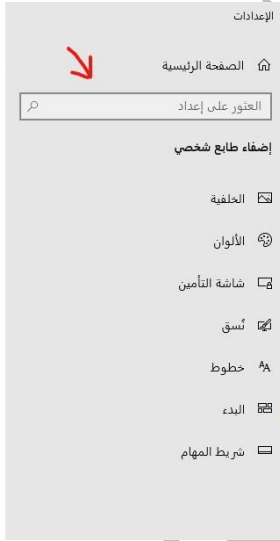 الإعدادات
الصفحة الرئيسية
العثور على إعداد
إضفاء طابع شخصي
الخلفية
الألوان
شاشة التأمين
نُسق
خطوط
البدء
شريط المهام